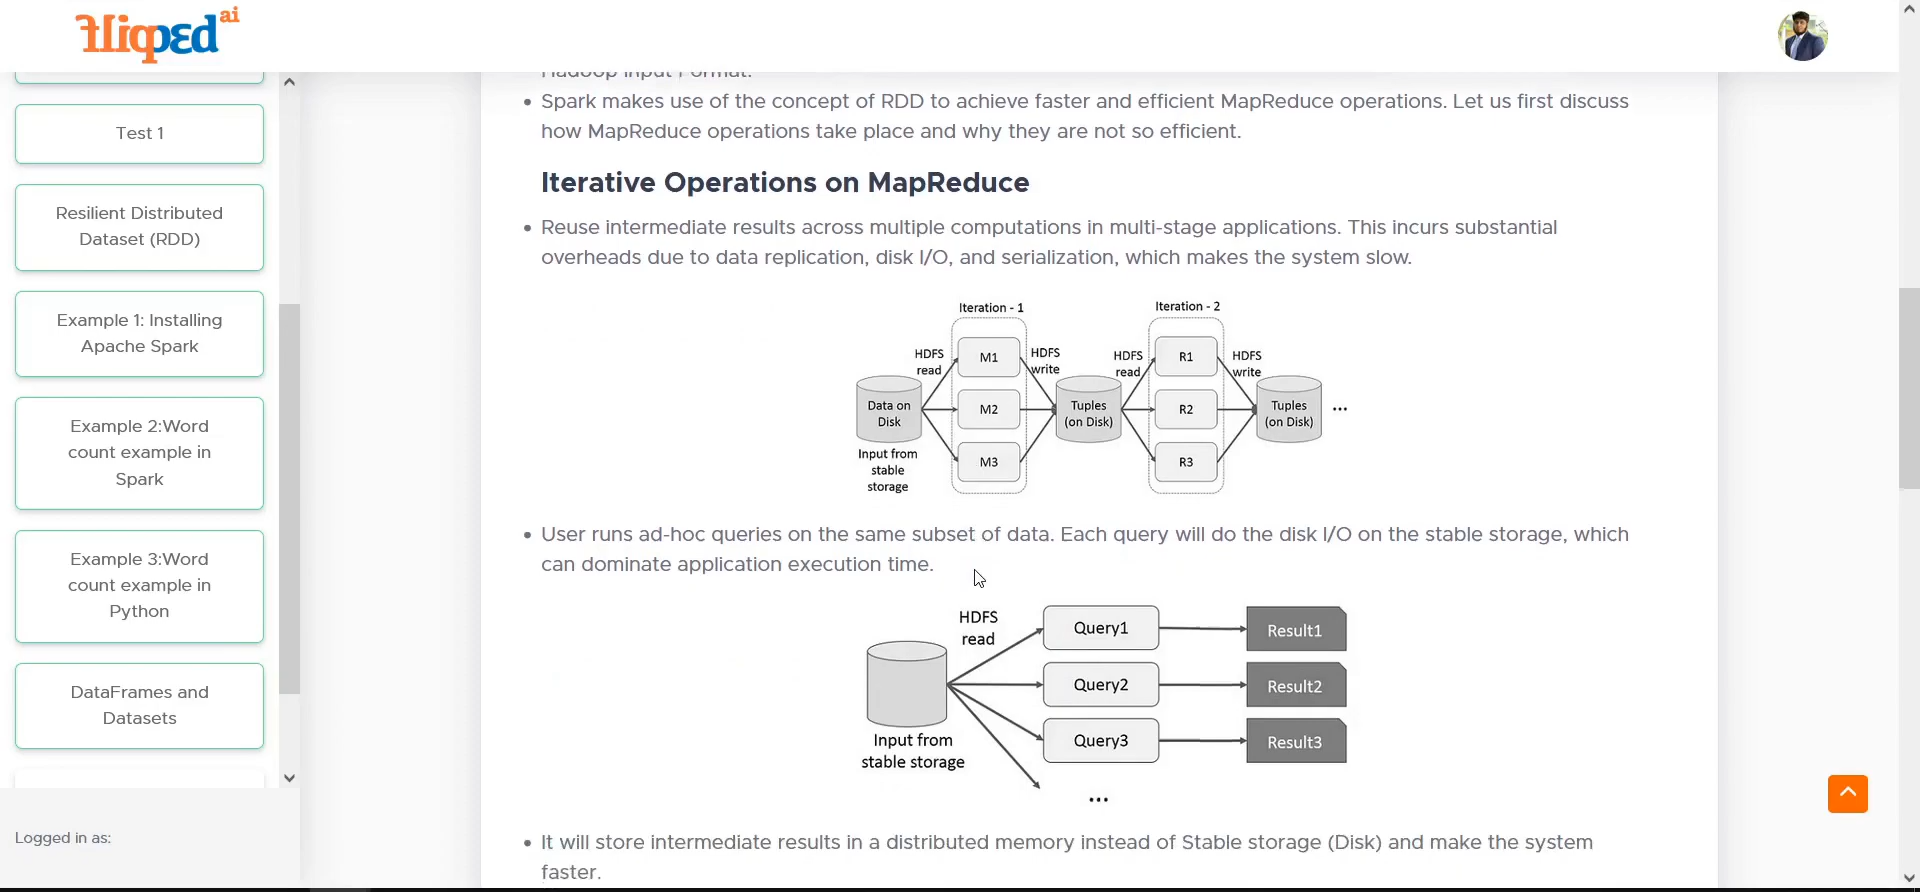 Hiqped ai
Test 1
Resilient Distributed
Dataset (RDD)
Example 1: Installing
Apache Spark
Example 2:Word
count example in
Spark
Example 3:Word
count example in
Python
DataFrames and
Datasets
Logged in as:
Hadoop Input Format.
• Spark makes use of the concept of RDD to achieve faster and efficient MapReduce operations. Let us first discuss
how MapReduce operations take place and why they are not so efficient.
Iterative Operations on MapReduce
• Reuse intermediate results across multiple computations in multi-stage applications. This incurs substantial
overheads due to data replication, disk I/O, and serialization, which makes the system slow.
Iteration - 1
Iteration - 2
HDFS
read
M1
HDFS
write
HDFS
read
R1
HDFS
write
Data on
Disk
M2
Tuples
(on Disk)
R2
Tuples
(on Disk)
...
Input from
stable
storage
M3
R3
• User runs ad-hoc queries on the same subset of data. Each query will do the disk I/O on the stable storage, which
can dominate application execution time.
HDFS
read
Query1
Result1
Query2
Result2
Query3
Result3
Input from
stable storage
...
• It will store intermediate results in a distributed memory instead of Stable storage (Disk) and make the system
faster.